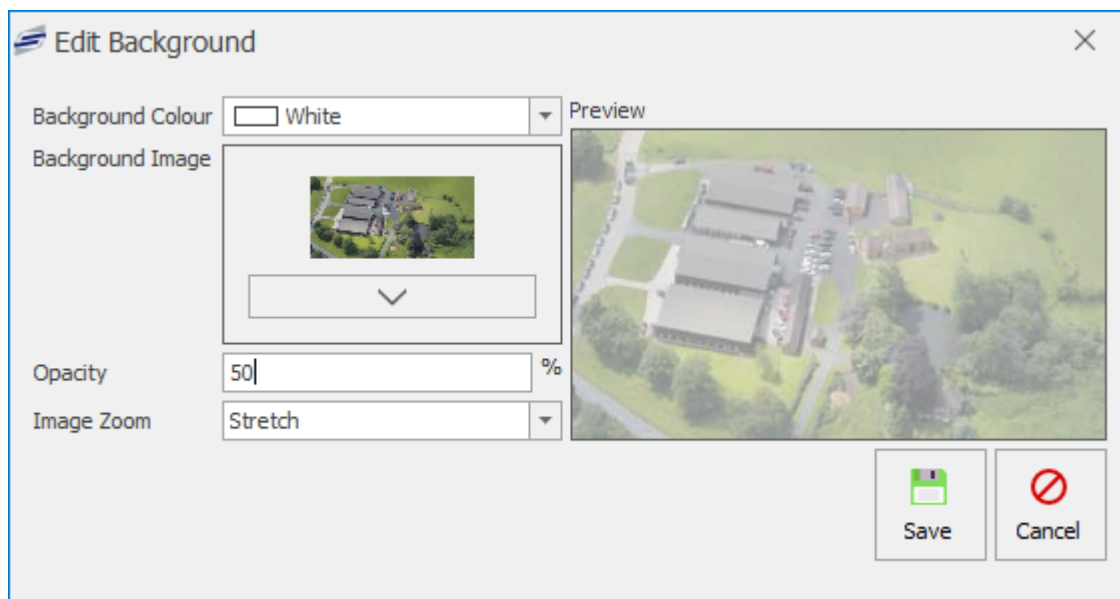 Edit Background
Background Colour
White
Preview
Background Image
Opacity
50
%
Image Zoom
Stretch
Save
Cancel